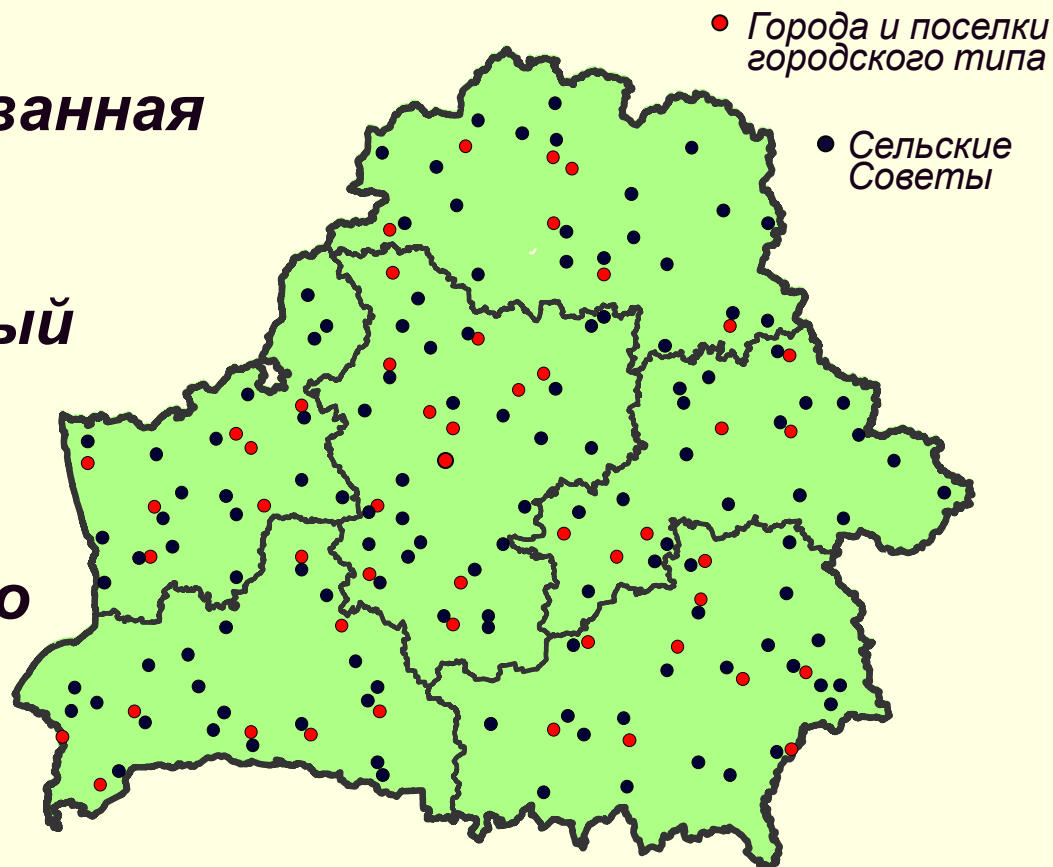 Города и поселки
городского типа
ванная
Сельские
Советы
ый
о